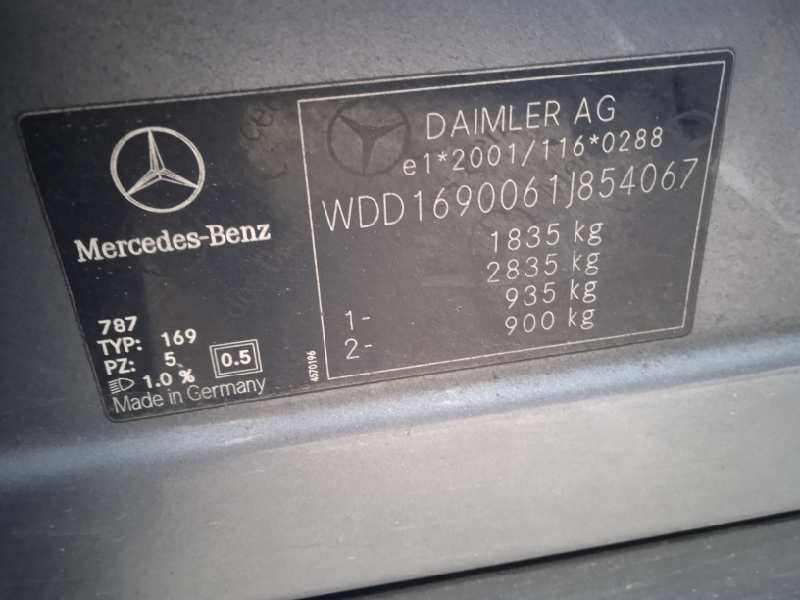 Mercedes-Benz
787
TYP: 169
PZ: 5
0.5
1.0 %
Made in Germany
4570196
DAIMLER AG
e1*2001/116*0288
WDD1690061J854067
1835 kg
2835 kg
1- 935 kg
2- 900 kg